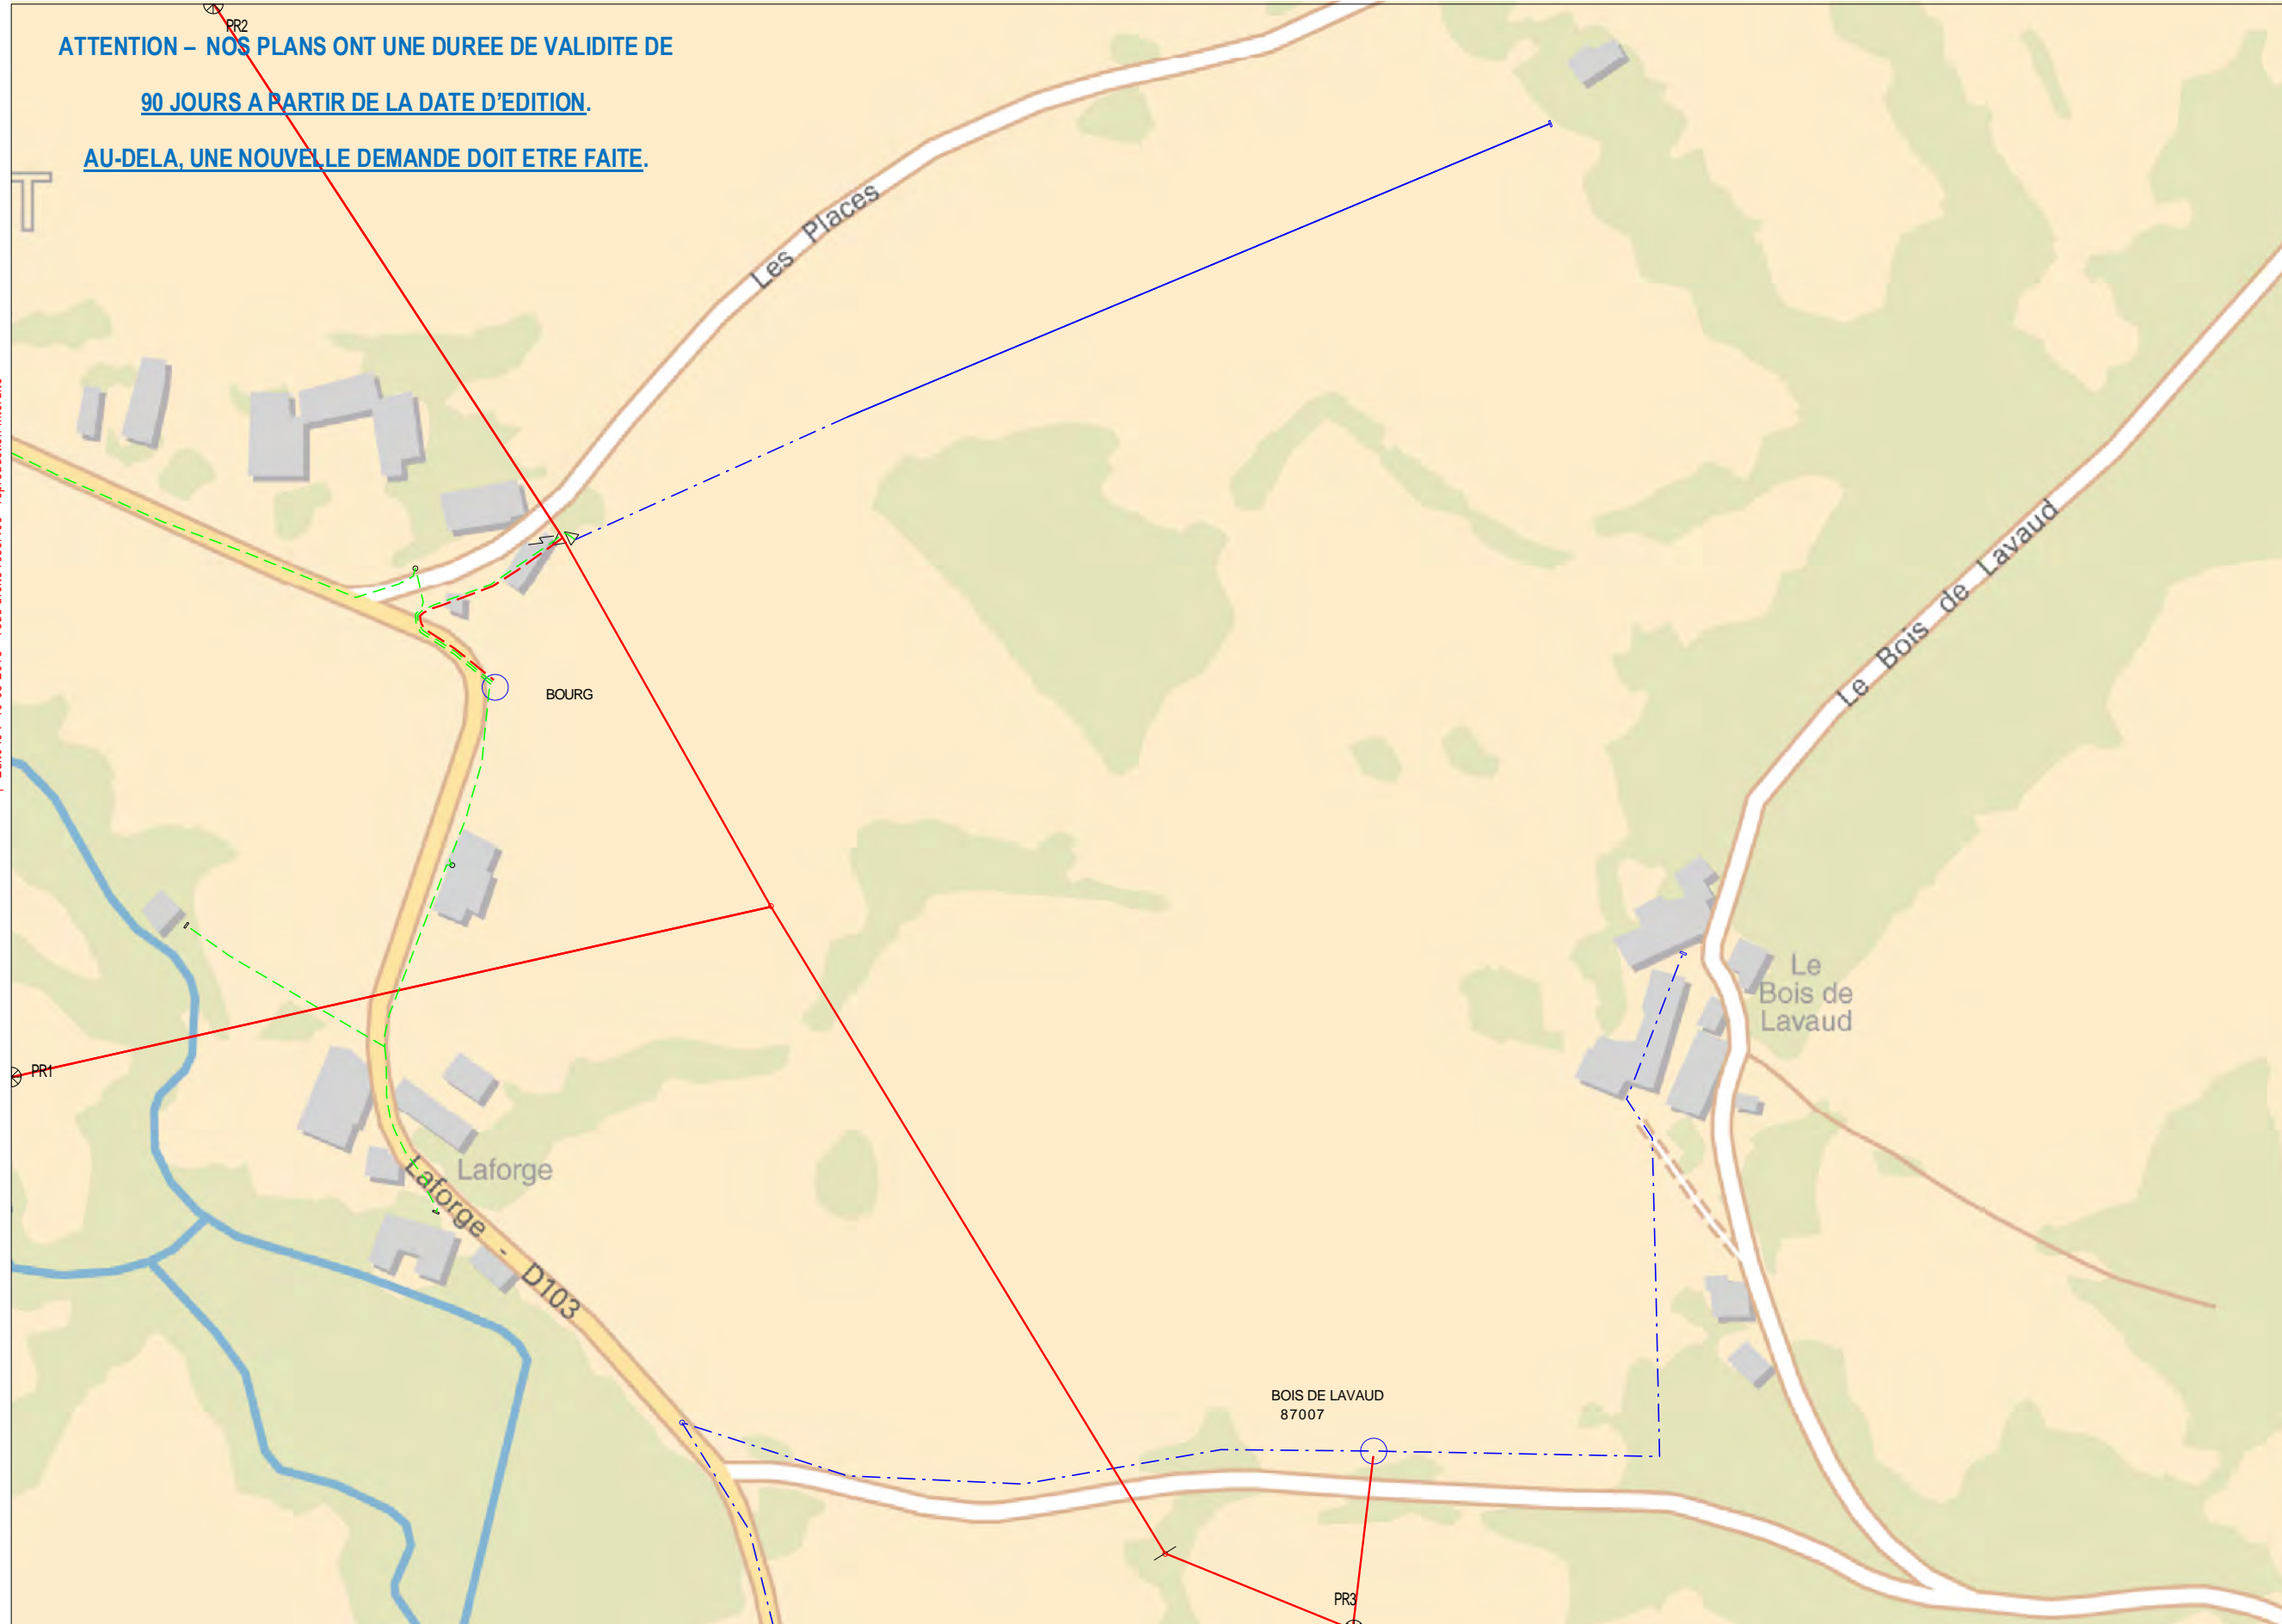 PR2
ATTENTION – NOS PLANS ONT UNE DUREE DE VALIDITE DE
90 JOURS A PARTIR DE LA DATE D'EDITION.
AU-DELA, UNE NOUVELLE DEMANDE DOIT ETRE FAITE.
T
Les Places
Le Bois de Lavaud
BOURG
Le
Bois de
Lavaud
PR1
Laforge
Laforge - D103
BOIS DE LAVAUD
87007
PR3